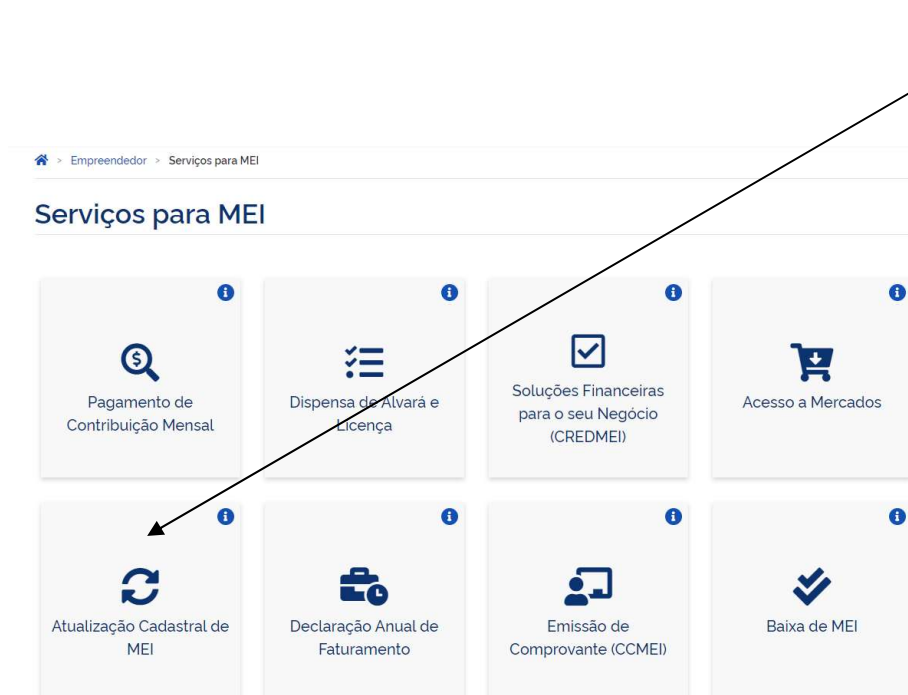 > Empreendedor > Serviços para MEI
Serviços para MEI
Pagamento de
Contribuição Mensal
Dispensa de Alvará e
Licença
Soluções Financeiras
para o seu Negócio
(CREDMEI)
Acesso a Mercados
Atualização Cadastral de
MEI
Declaração Anual de
Faturamento
Emissão de
Comprovante (CCMEI)
Baixa de MEI